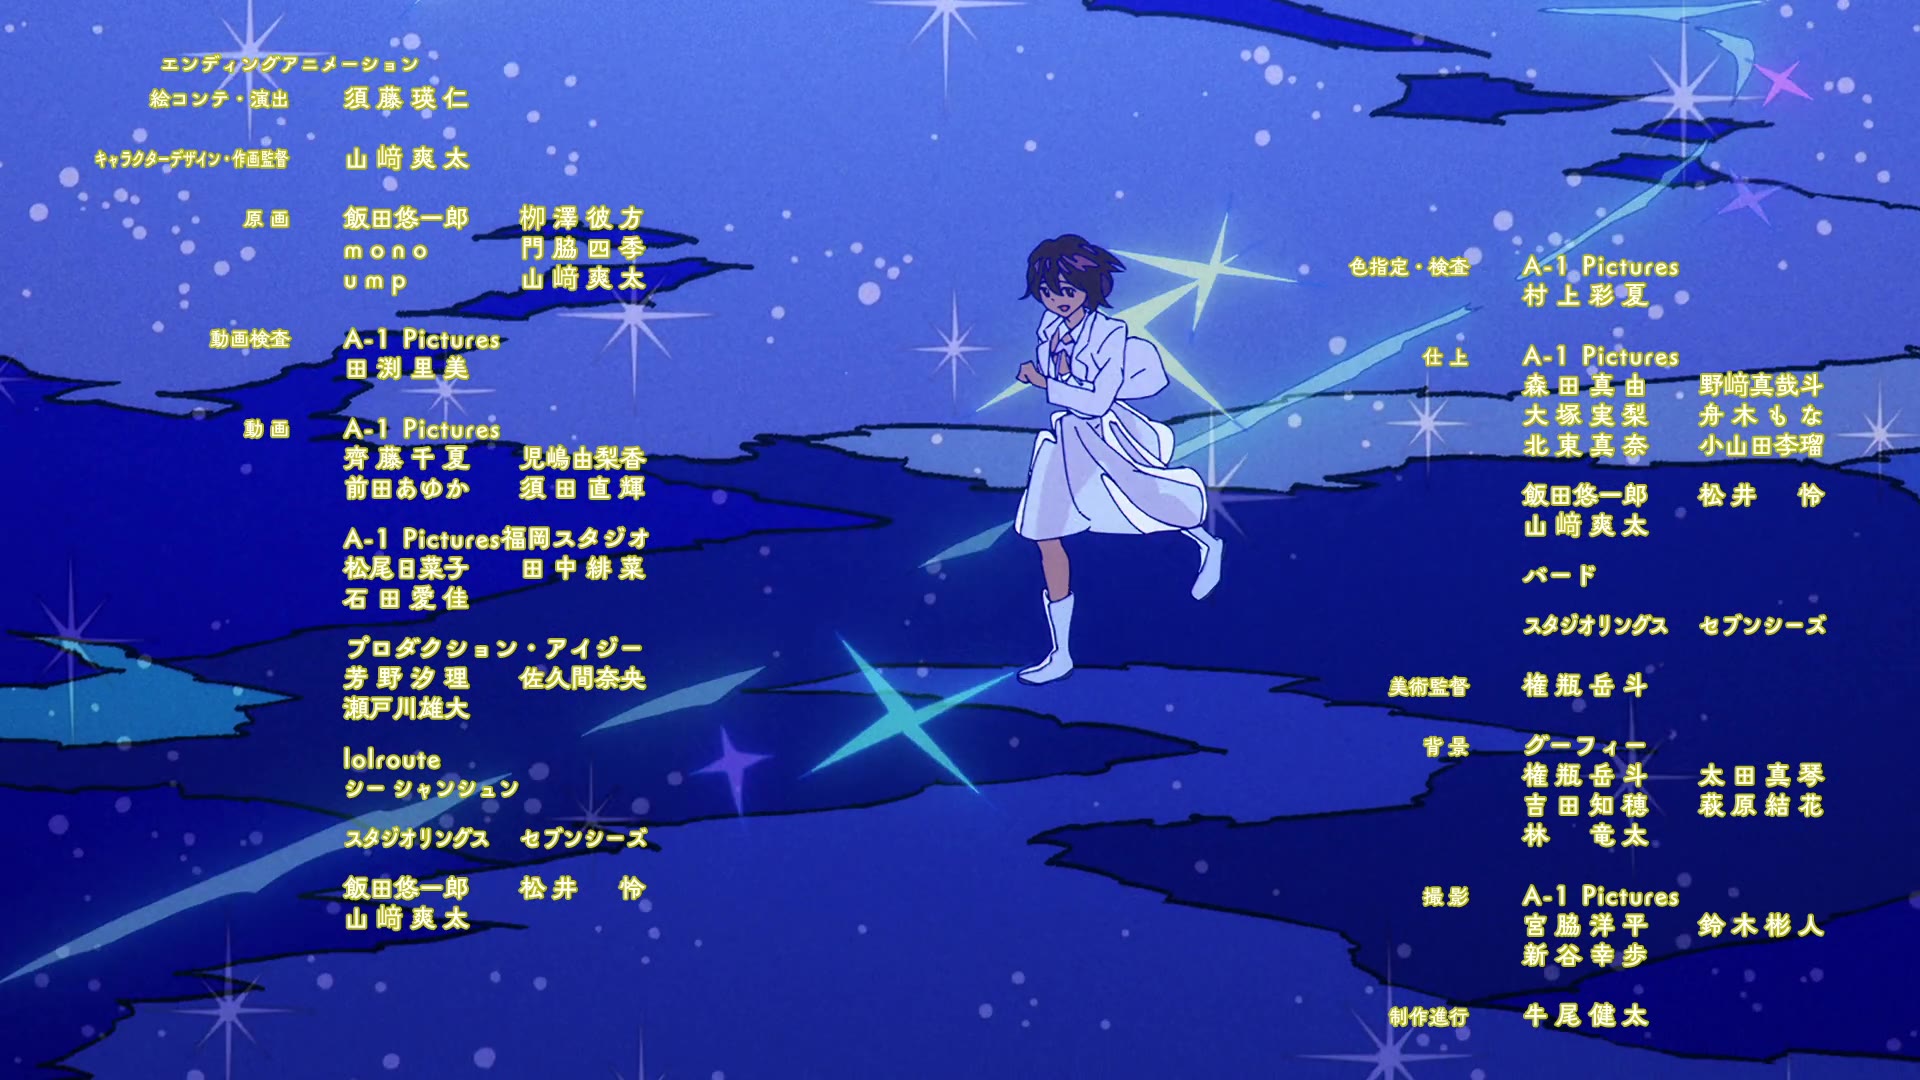 エンディングアニメーション
絵コンテ・演出 須藤瑛仁
キャラクターデザイン・作画監督 山﨑爽太
原画 飯田悠一郎 栁澤彼方
mono 門脇四季
ump 山﨑爽太
動画検査 A-1 Pictures
田渕里美
動画 A-1 Pictures
齊藤千夏 児嶋由梨香
前田あゆか 須田直輝
A-1 Pictures福岡スタジオ
松尾日菜子 田中緋菜
石田愛佳
プロダクション・アイジー
芳野汐理 佐久間奈央
瀬戸川雄大
lolroute
シー シャンシュン
スタジオリングス セブンシーズ
飯田悠一郎 松井 怜
山﨑爽太
色指定・検査 A-1 Pictures
村上彩夏
仕上 A-1 Pictures
森田真由 野﨑真哉斗
大塚実梨 舟木もな
北東真奈 小山田李瑠
飯田悠一郎 松井 怜
山﨑爽太
バード
スタジオリングス セブンシーズ
美術監督 権瓶岳斗
背景 グーフィー
権瓶岳斗 太田真琴
吉田知穂 萩原結花
林 竜太
撮影 A-1 Pictures
宮脇洋平 鈴木彬人
新谷幸歩
制作進行 牛尾健太